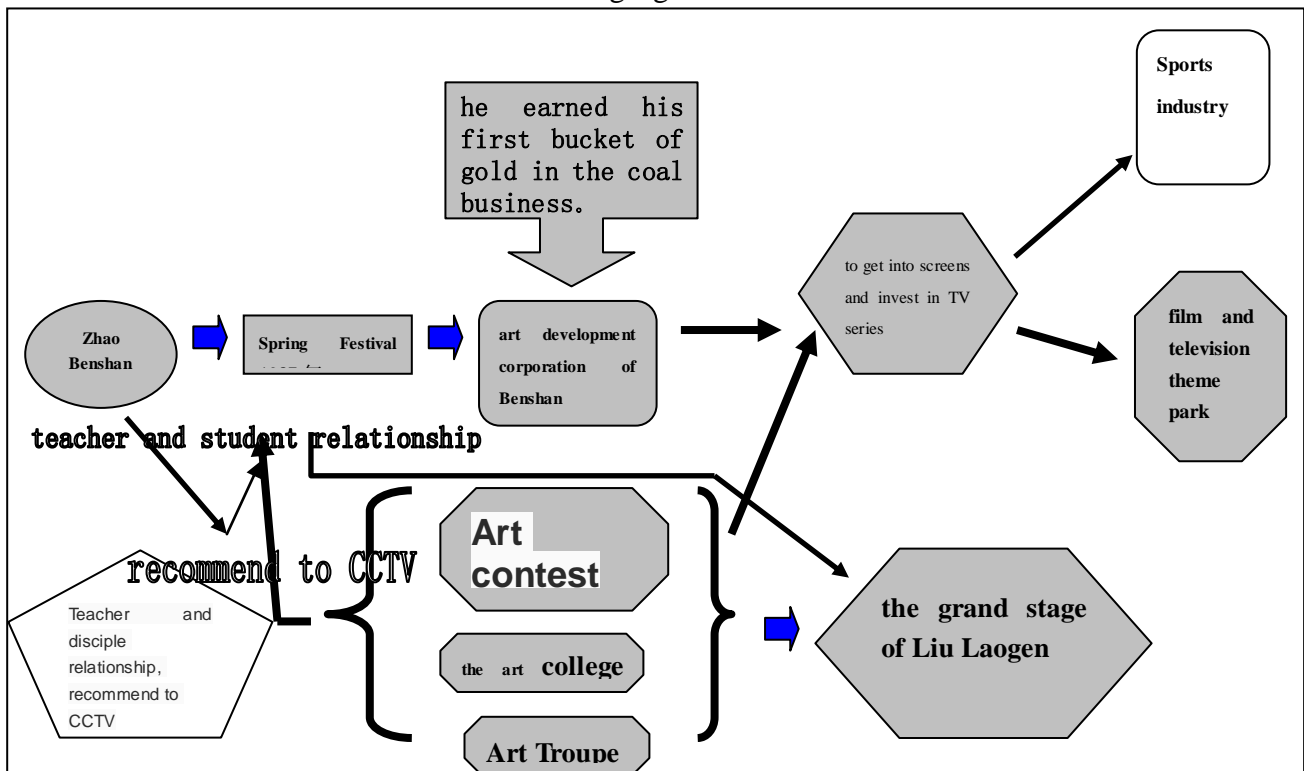 Sports
industry
he earned his
first bucket of
gold in the coal
business。
to get into screens
and invest in TV
series
film and
television
theme
park
Zhao
Benshan
Spring Festival
art development
corporation of
Benshan
teacher and student relationship
Art
contest
recommend to CCTV
the grand stage
of Liu Laogen
Teacher and
disciple
relationship,
recommend to
CCTV
the art college
Art Troupe